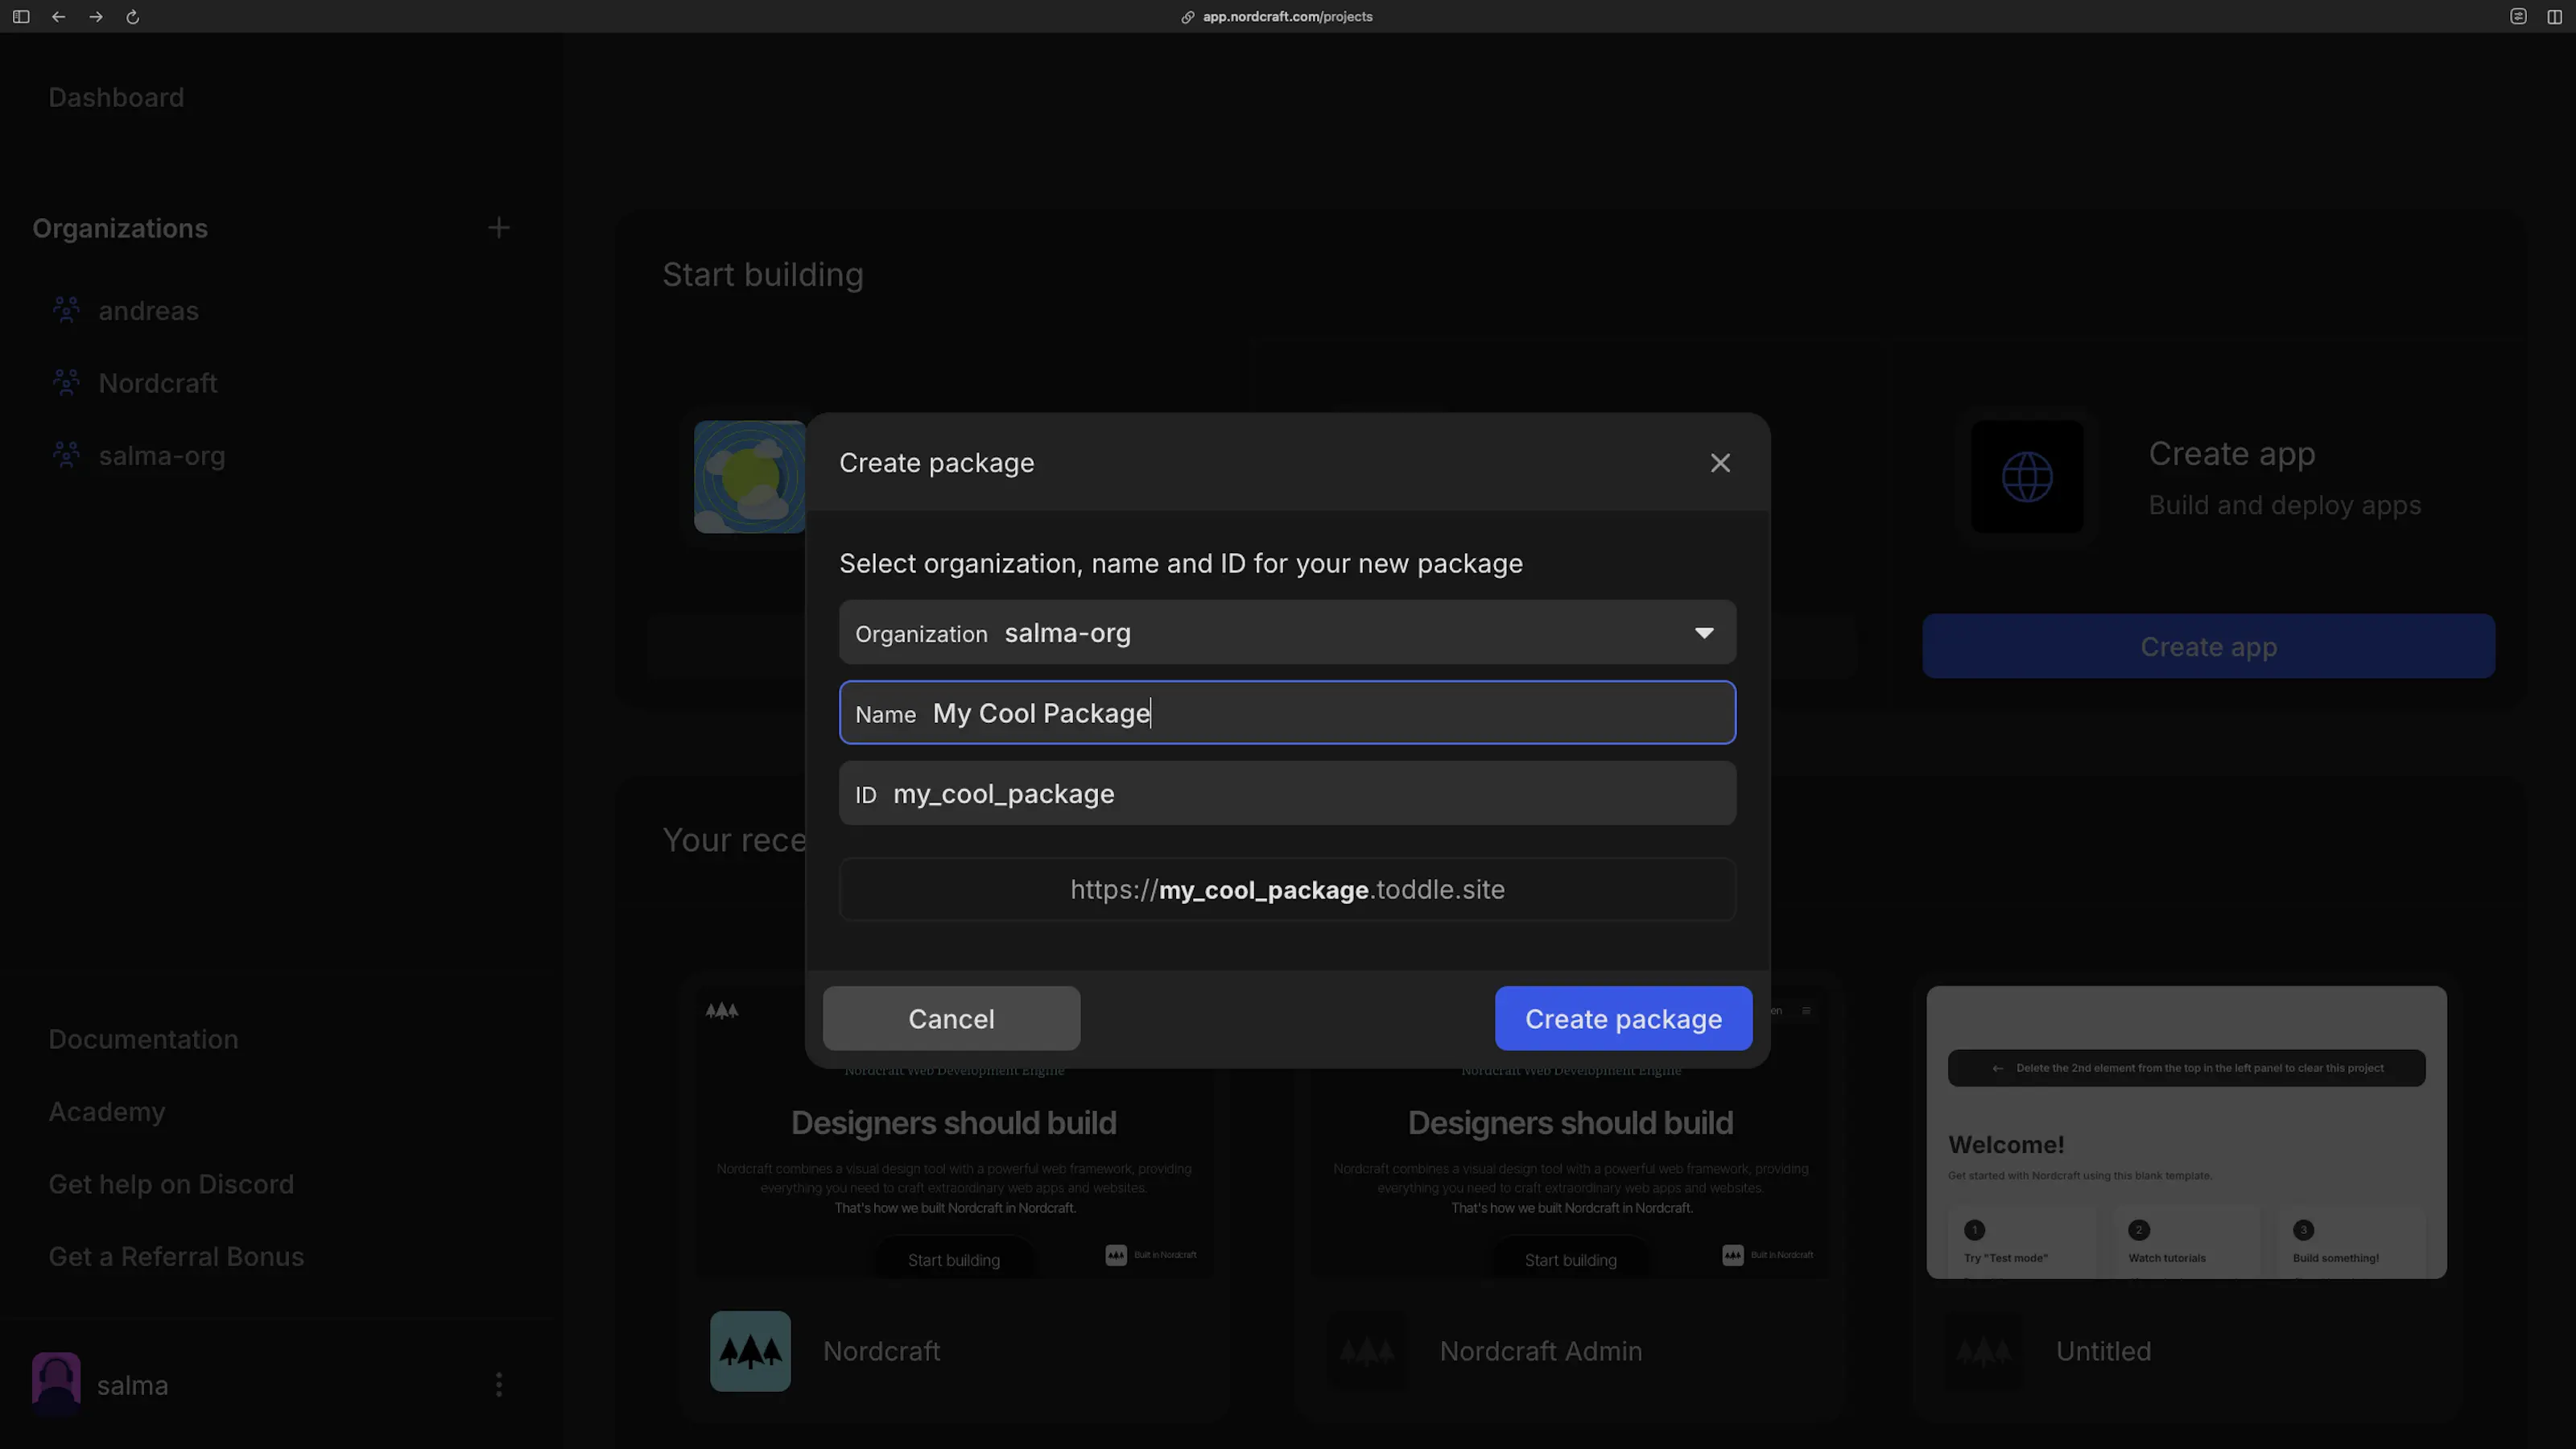 app.nordcraft.com/projects
Dashboard
Organizations
andreas
Nordcraft
salma-org
Documentation
Academy
Get help on Discord
Get a Referral Bonus
salma
Start building
Create app
Build and deploy apps
Create app
Create package
Select organization, name and ID for your new package
Organization salma-org
Name My Cool Package
ID my_cool_package
https://my_cool_package.toddle.site
Cancel
Create package
Your rece
en
Nordcraft Web Development Engine
Designers should build
Nordcraft combines a visual design tool with a powerful web framework, providing
everything you need to craft extraordinary web apps and websites.
That's how we built Nordcraft in Nordcraft.
Start building
Built in Nordcraft
Nordcraft
Nordcraft Web Development Engine
Designers should build
Nordcraft combines a visual design tool with a powerful web framework, providing
everything you need to craft extraordinary web apps and websites.
That's how we built Nordcraft in Nordcraft.
Start building
Built in Nordcraft
Nordcraft Admin
← Delete the 2nd element from the top in the left panel to clear this project
Welcome!
Get started with Nordcraft using this blank template.
1
Try "Test mode"
2
Watch tutorials
3
Build something!
Untitled